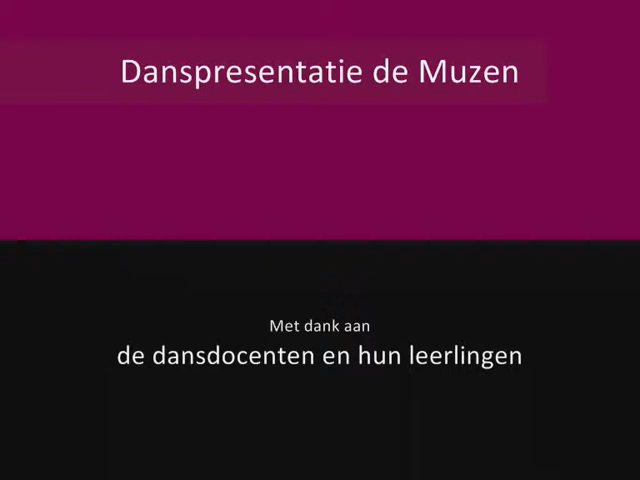 Danspresentatie de Muzen
Met dank aan
de dansdocenten en hun leerlingen